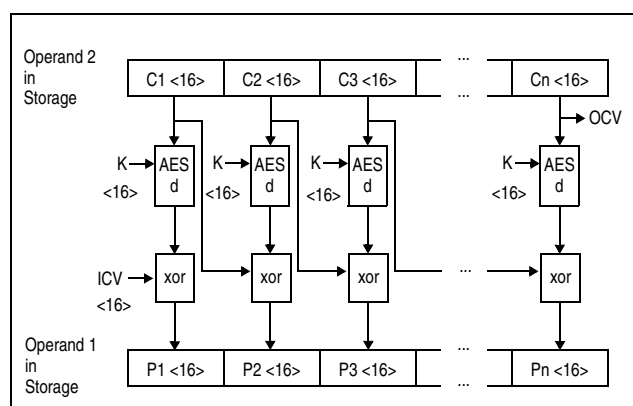 Operand 2
in
Storage
C1 <16> C2 <16> C3 <16> ... ... Cn <16>
OCV
K AES d K AES d K AES d K AES d
<16> <16> <16> <16>
ICV xor xor xor ... xor
<16>
Operand 1
in
Storage
P1 <16> P2 <16> P3 <16> ... ... Pn <16>